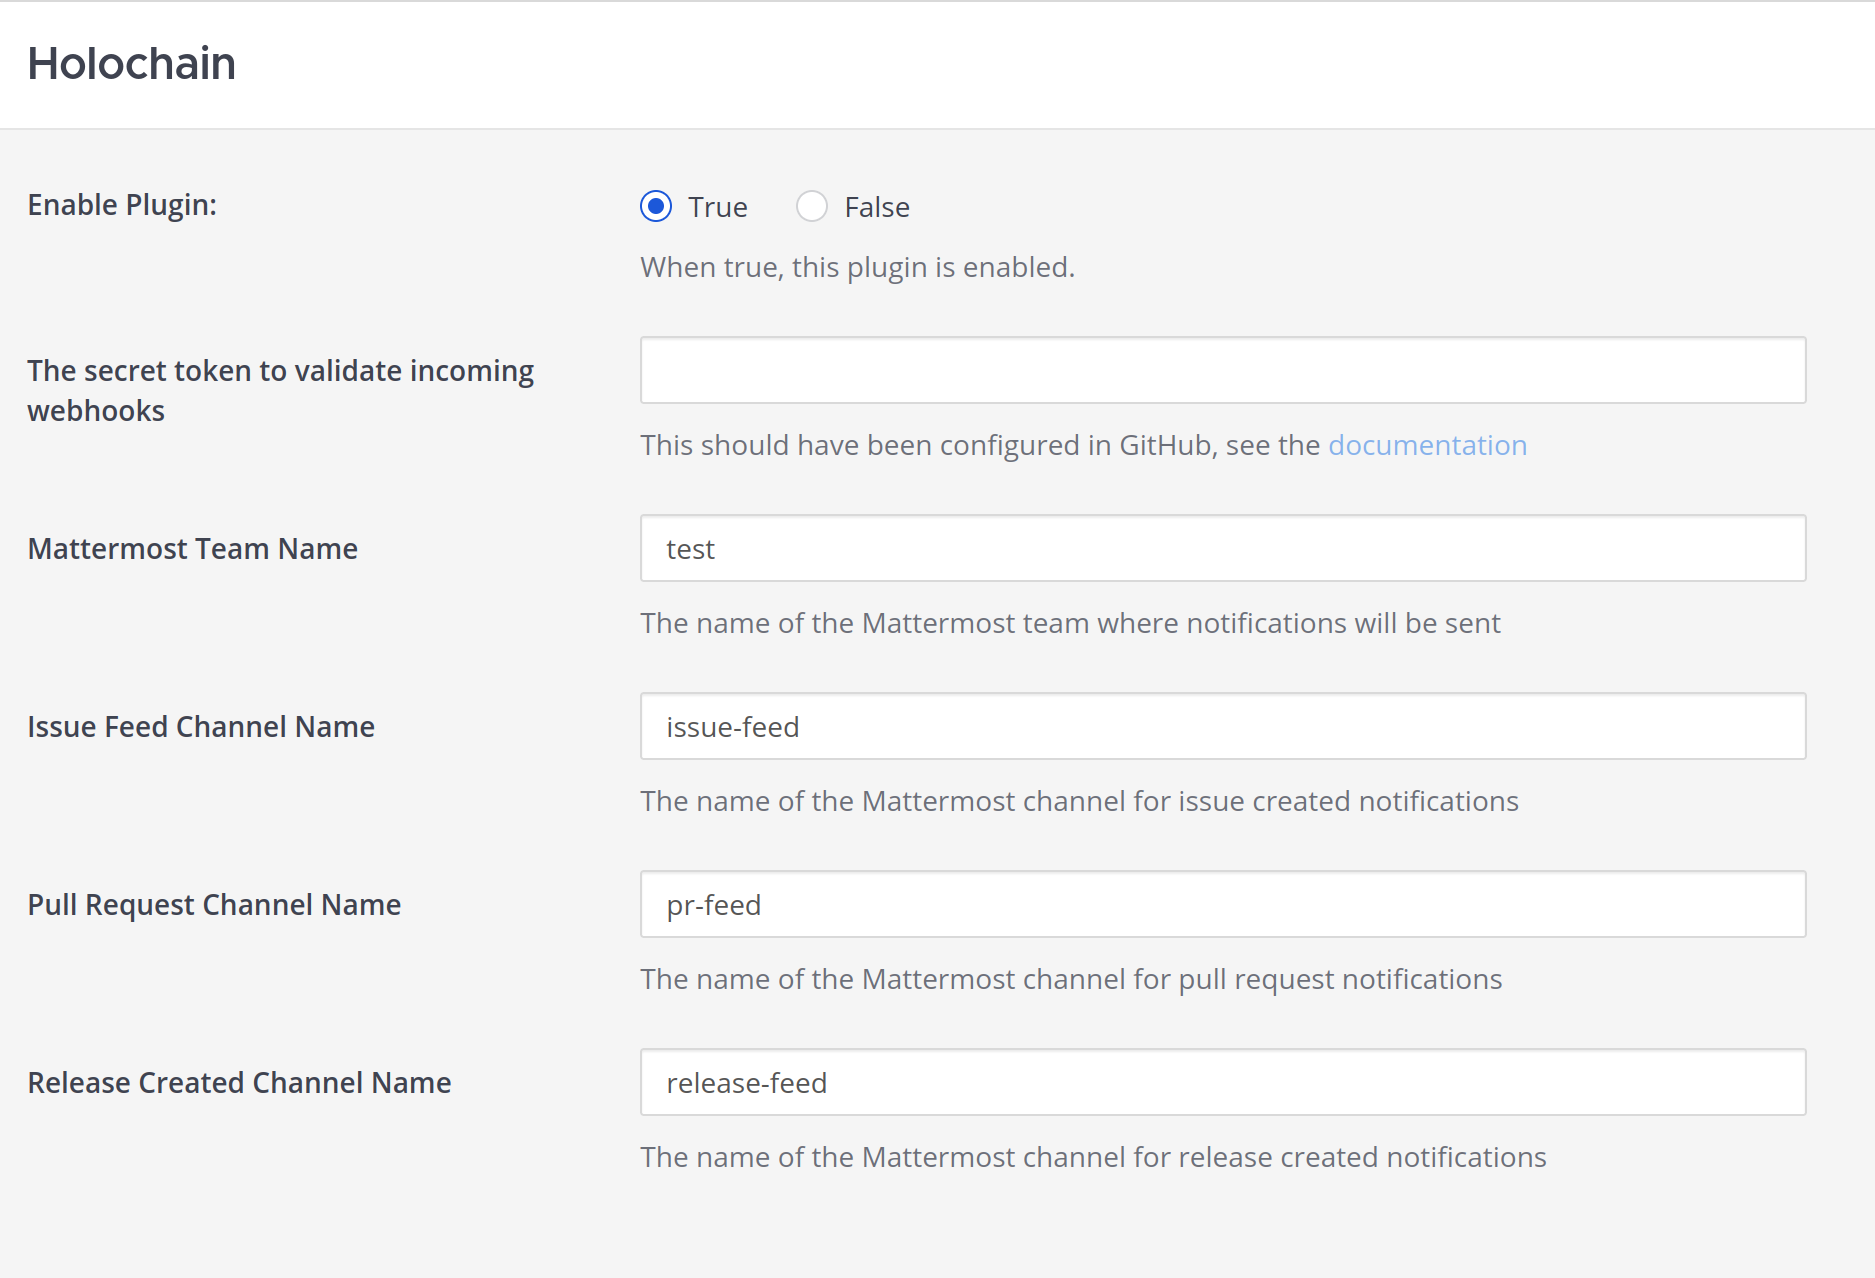 Holochain
Enable Plugin:
True False
When true, this plugin is enabled.
The secret token to validate incoming
webhooks
This should have been configured in GitHub, see the documentation
Mattermost Team Name
test
The name of the Mattermost team where notifications will be sent
Issue Feed Channel Name
issue-feed
The name of the Mattermost channel for issue created notifications
Pull Request Channel Name
pr-feed
The name of the Mattermost channel for pull request notifications
Release Created Channel Name
release-feed
The name of the Mattermost channel for release created notifications